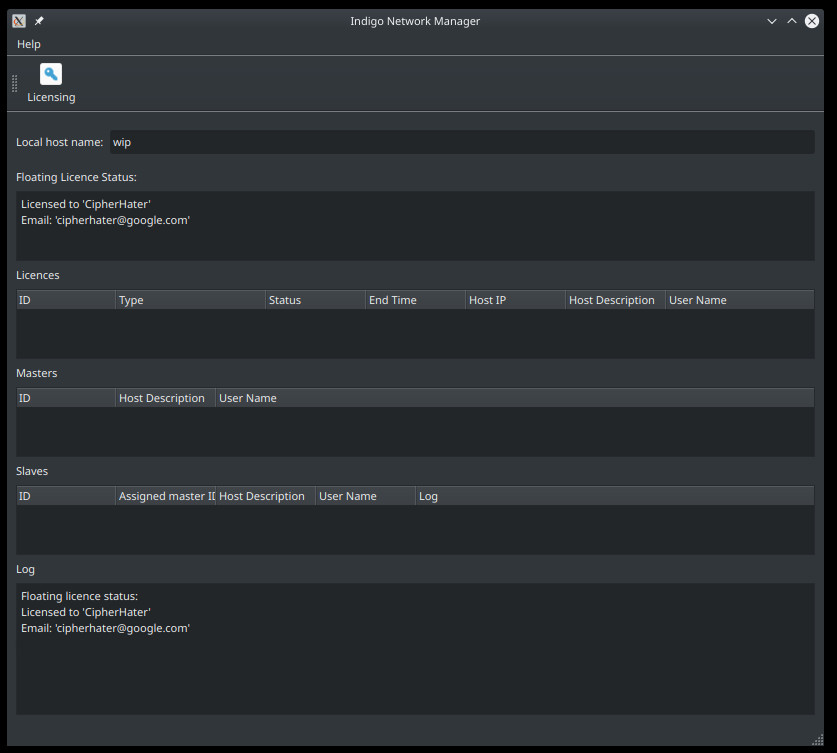 Indigo Network Manager
Help
Licensing
Local host name: wip
Floating Licence Status:
Licensed to 'CipherHater'
Email: 'cipherhater@google.com'
Licences
ID Type Status End Time Host IP Host Description User Name
Masters
ID Host Description User Name
Slaves
ID Assigned master ID Host Description User Name Log
Log
Floating licence status:
Licensed to 'CipherHater'
Email: 'cipherhater@google.com'